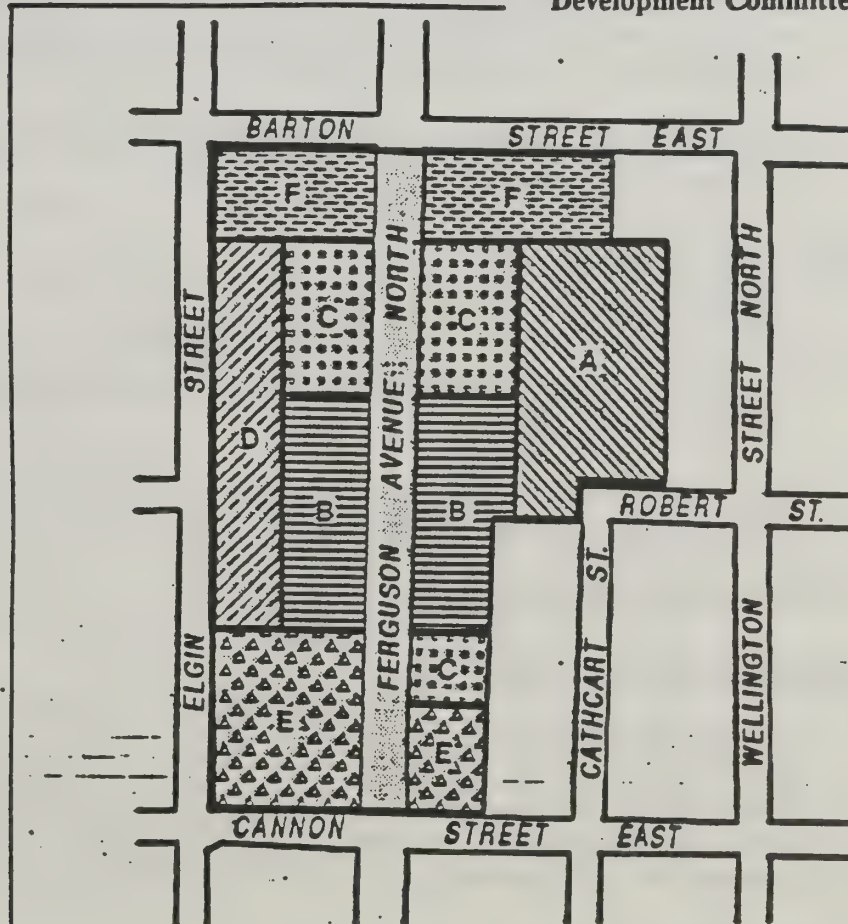 Development Committe
BARTON STREET EAST
F F
C C
A
D
B B
ROBERT ST.
C
E
E
ELGIN STREET
FERGUSON AVENUE NORTH
CATHCART ST.
WELLINGTON STREET NORTH
CANNON STREET EAST